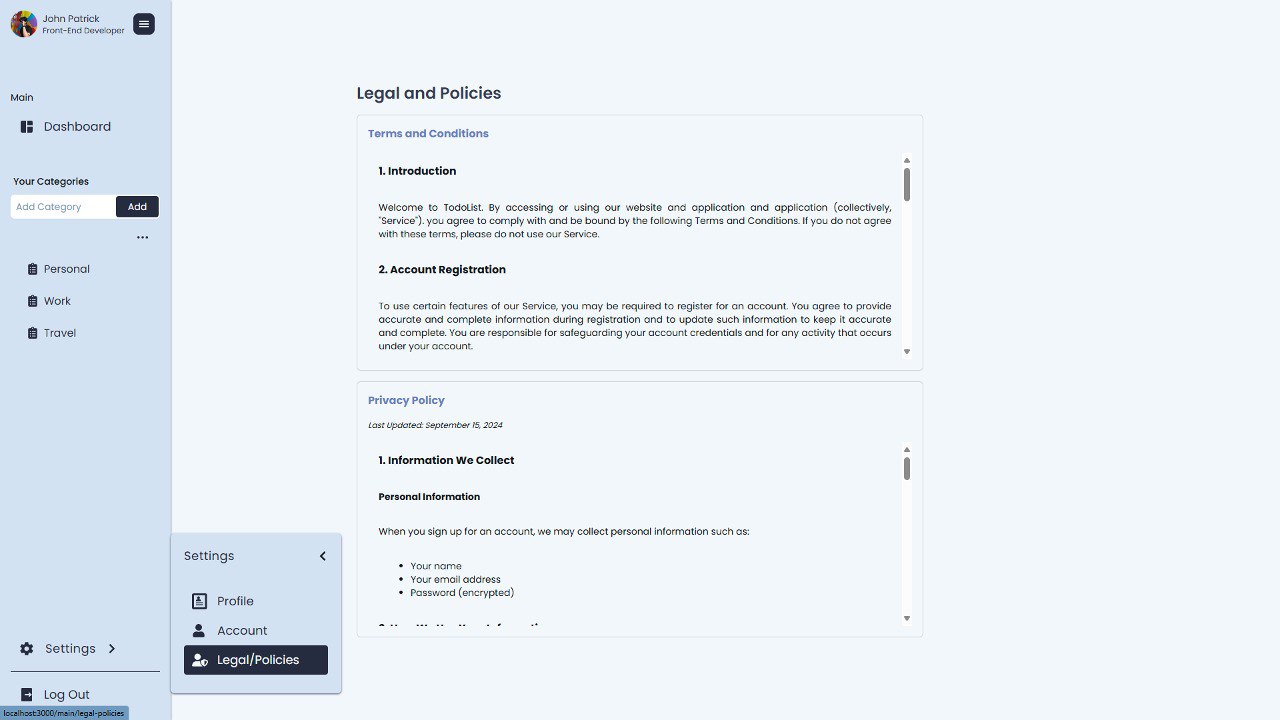 John Patrick
Front-End Developer
Main
Dashboard
Your Categories
Add Category
Add
...
Personal
Work
Travel
Settings
Log Out
localhost:3000/main/legal-policies
Settings
Profile
Account
Legal/Policies
Legal and Policies
Terms and Conditions
1. Introduction
Welcome to TodoList. By accessing or using our website and application and application (collectively,
"Service"). you agree to comply with and be bound by the following Terms and Conditions. If you do not agree
with these terms, please do not use our Service.
2. Account Registration
To use certain features of our Service, you may be required to register for an account. You agree to provide
accurate and complete information during registration and to update such information to keep it accurate
and complete. You are responsible for safeguarding your account credentials and for any activity that occurs
under your account.
Privacy Policy
Last Updated: September 15, 2024
1. Information We Collect
Personal Information
When you sign up for an account, we may collect personal information such as:
• Your name
• Your email address
• Password (encrypted)